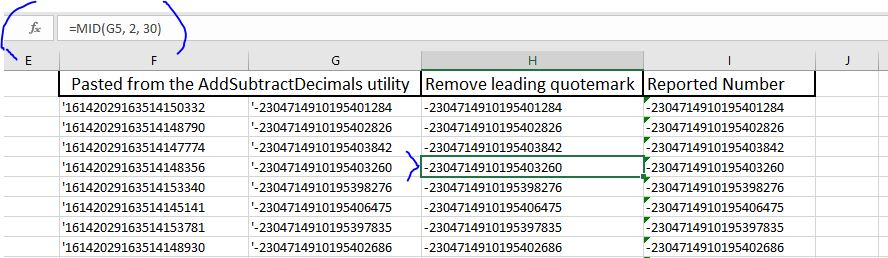 fx =MID(G5, 2, 30)
E F G H I J
Pasted from the AddSubtractDecimals utility Remove leading quotemark Reported Number
'16142029163514150332 '-2304714910195401284 -2304714910195401284 -2304714910195401284
'16142029163514148790 '-2304714910195402826 -2304714910195402826 -2304714910195402826
'16142029163514147774 '-2304714910195403842 -2304714910195403842 -2304714910195403842
'16142029163514148356 '-2304714910195403260 -2304714910195403260 -2304714910195403260
'16142029163514153340 '-2304714910195398276 -2304714910195398276 -2304714910195398276
'16142029163514145141 '-2304714910195406475 -2304714910195406475 -2304714910195406475
'16142029163514153781 '-2304714910195397835 -2304714910195397835 -2304714910195397835
'16142029163514148930 '-2304714910195402686 -2304714910195402686 -2304714910195402686